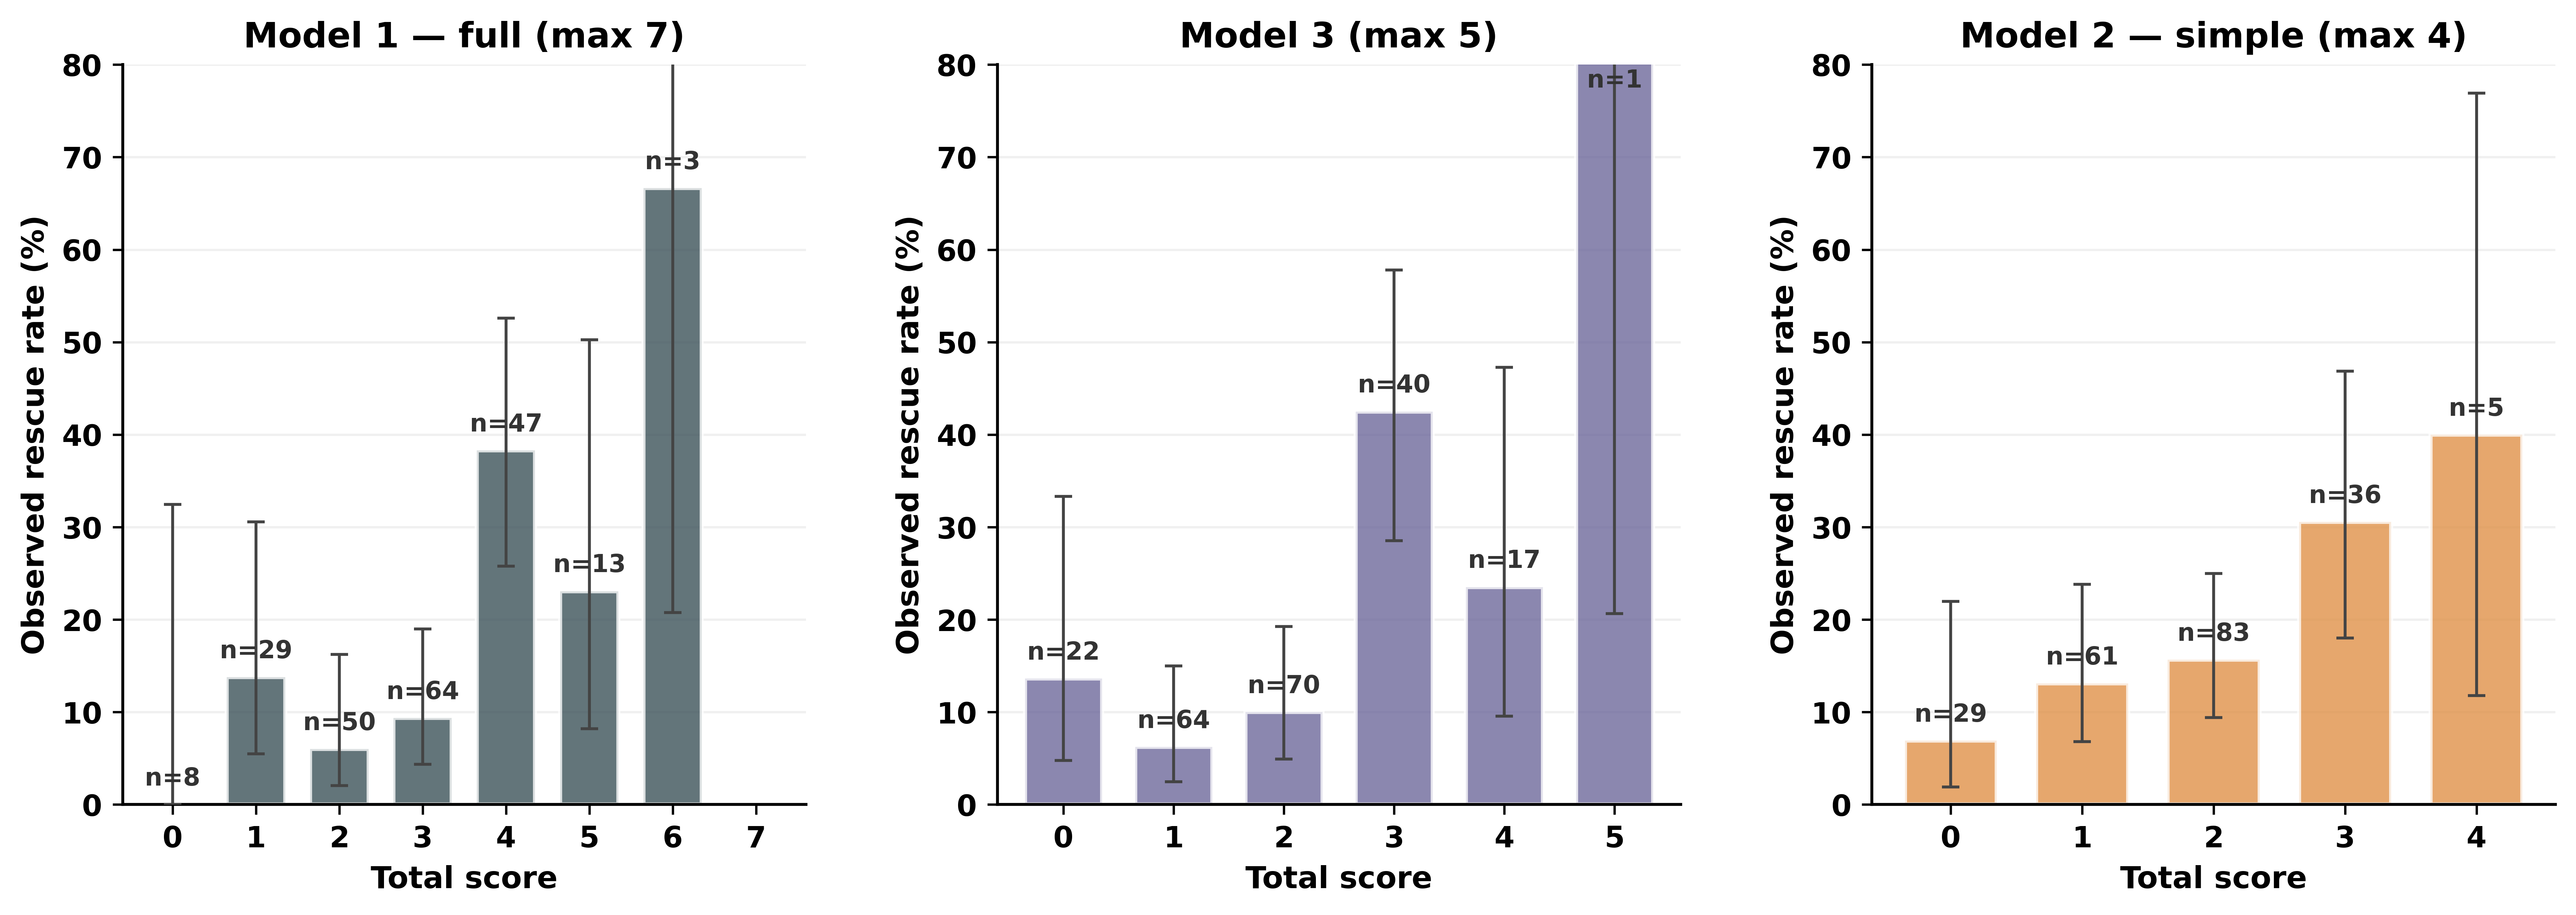 Model 1 — full (max 7)
Observed rescue rate (%)
80
70
60
50
40
30
20
10
0
n=8
n=29
n=50
n=64
n=47
n=13
n=3
0 1 2 3 4 5 6 7
Total score
Model 3 (max 5)
Observed rescue rate (%)
80
70
60
50
40
30
20
10
0
n=22
n=64
n=70
n=40
n=17
n=1
0 1 2 3 4 5
Total score
Model 2 — simple (max 4)
Observed rescue rate (%)
80
70
60
50
40
30
20
10
0
n=29
n=61
n=83
n=36
n=5
0 1 2 3 4
Total score